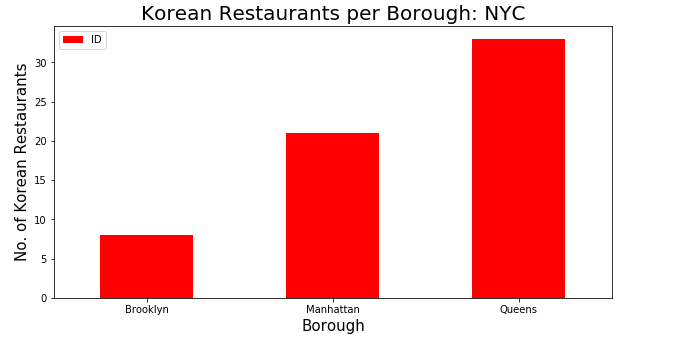 Korean Restaurants per Borough: NYC
ID
No. of Korean Restaurants
30
25
20
15
10
5
0
Brooklyn Manhattan Queens
Borough